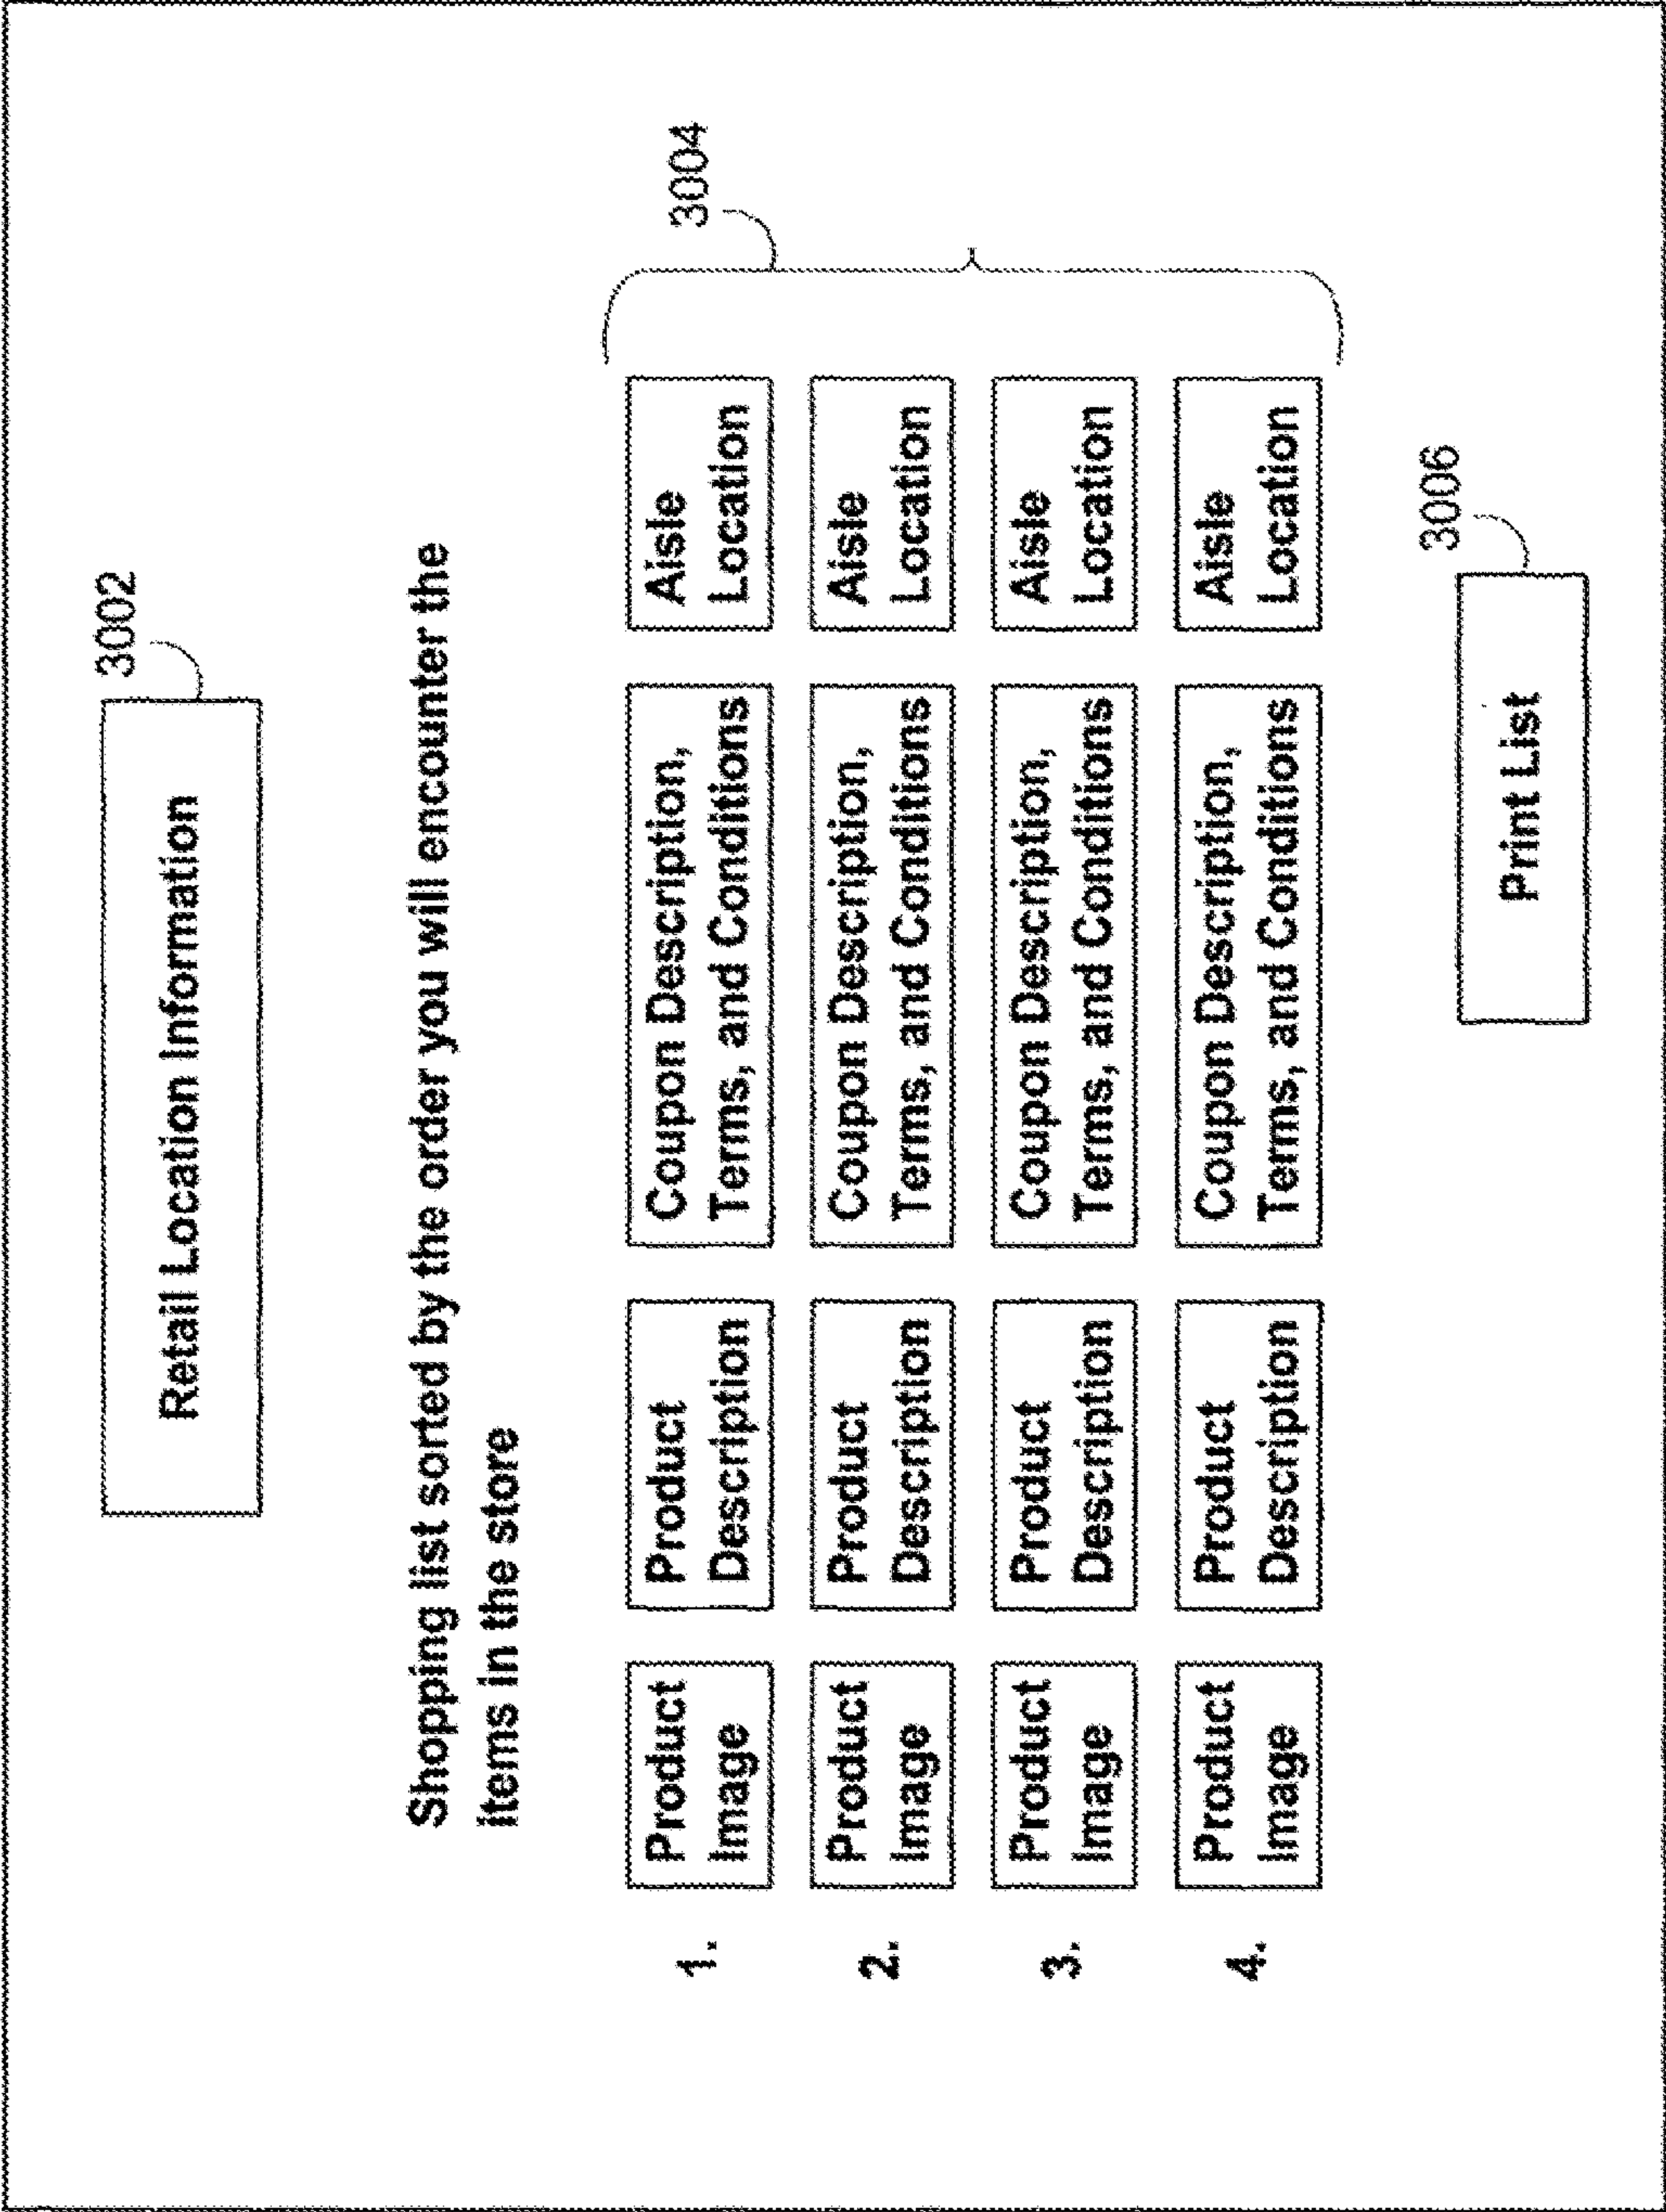 3002
Retail Location Information
Shopping list sorted by the order you will encounter the
items in the store
3004
1.
Product
Image
Product
Description
Coupon Description,
Terms, and Conditions
Aisle
Location
2.
Product
Image
Product
Description
Coupon Description,
Terms, and Conditions
Aisle
Location
3.
Product
Image
Product
Description
Coupon Description,
Terms, and Conditions
Aisle
Location
4.
Product
Image
Product
Description
Coupon Description,
Terms, and Conditions
Aisle
Location
3006
Print List